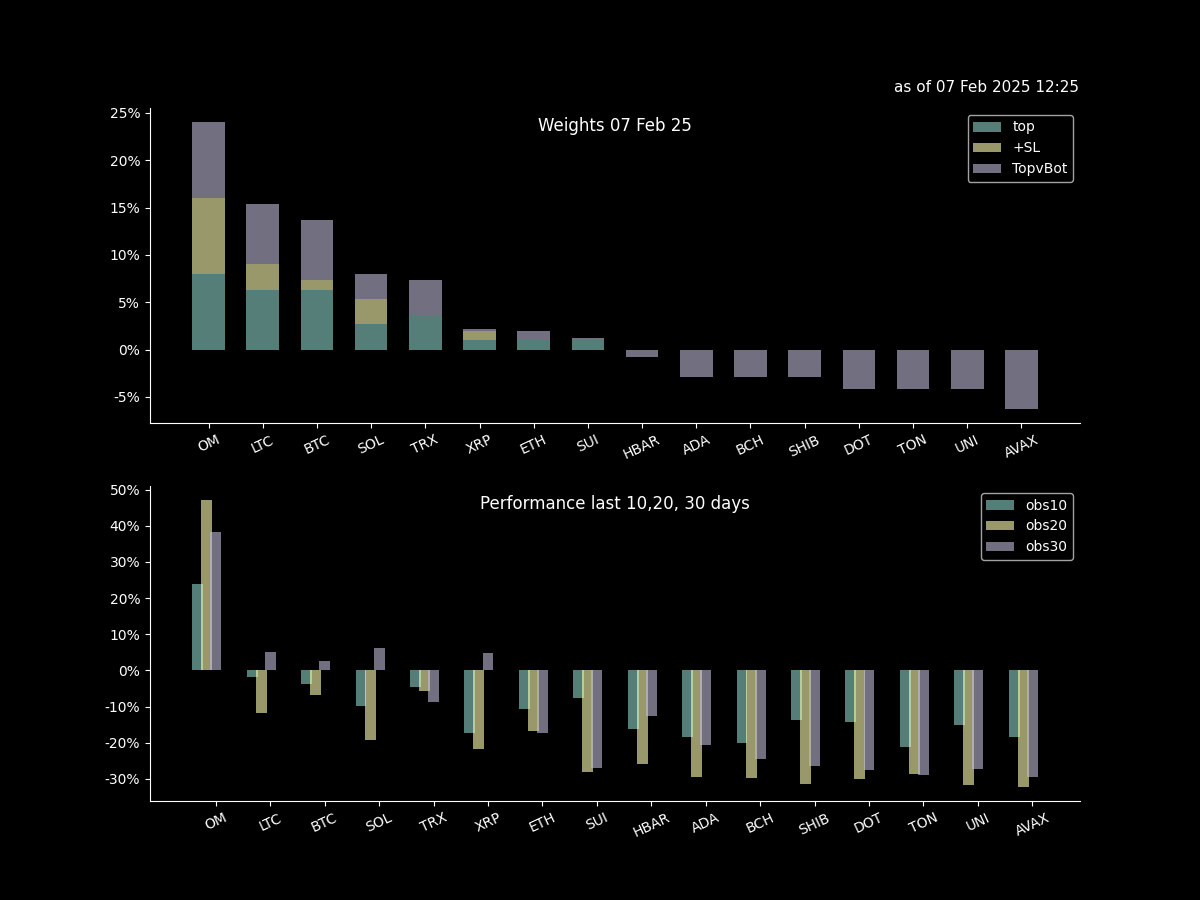 as of 07 Feb 2025 12:25
Weights 07 Feb 25
25%
20%
15%
10%
5%
0%
-5%
top
+SL
TopvBot
OM LTC BTC SOL TRX XRP ETH SUI HBAR ADA BCH SHIB DOT TON UNI AVAX
Performance last 10,20, 30 days
50%
40%
30%
20%
10%
0%
-10%
-20%
-30%
obs10
obs20
obs30
OM LTC BTC SOL TRX XRP ETH SUI HBAR ADA BCH SHIB DOT TON UNI AVAX